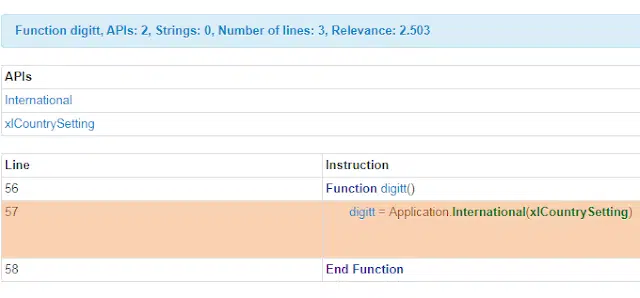 Function digitt, APIs: 2, Strings: 0, Number of lines: 3, Relevance: 2.503
APIs
International
xlCountrySetting
Line Instruction
56 Function digitt()
57 digitt = Application.International(xlCountrySetting)
58 End Function